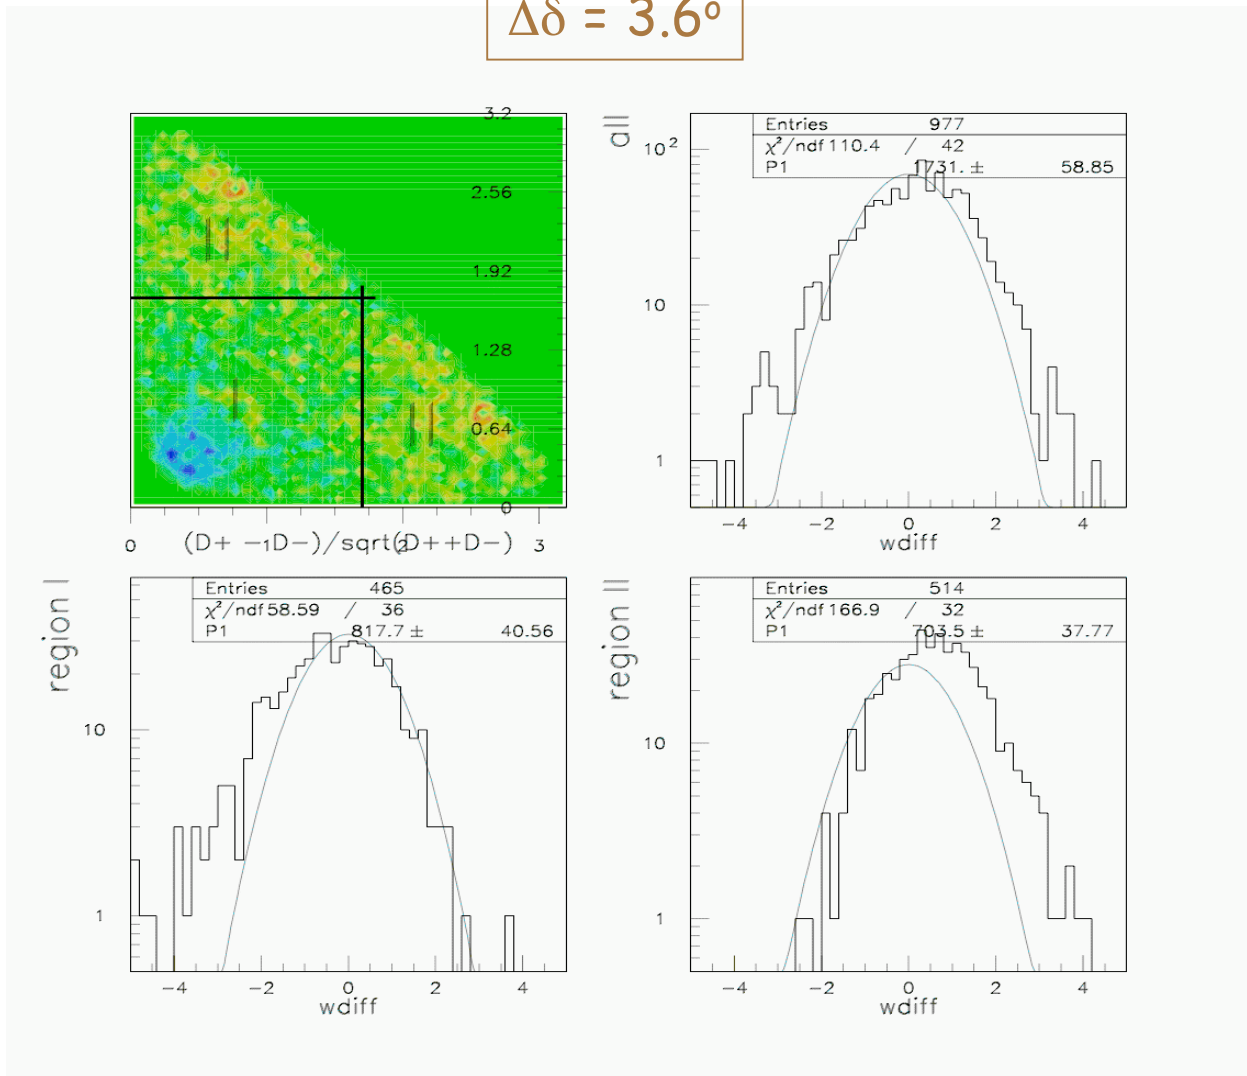 Δδ = 3.6º
3.2
2.56
1.92
1.28
0.64
0
0 1 2 3
(D+ -D-)/sqrt(D++D-)
all
Entries 977
χ²/ndf 110.4 / 42
P1 1731. ± 58.85
10²
10
1
-4 -2 0 2 4
wdiff
region I
Entries 465
χ²/ndf 58.59 / 36
P1 817.7 ± 40.56
10
1
-4 -2 0 2 4
wdiff
region II
Entries 514
χ²/ndf 166.9 / 32
P1 703.5 ± 37.77
10
1
-4 -2 0 2 4
wdiff